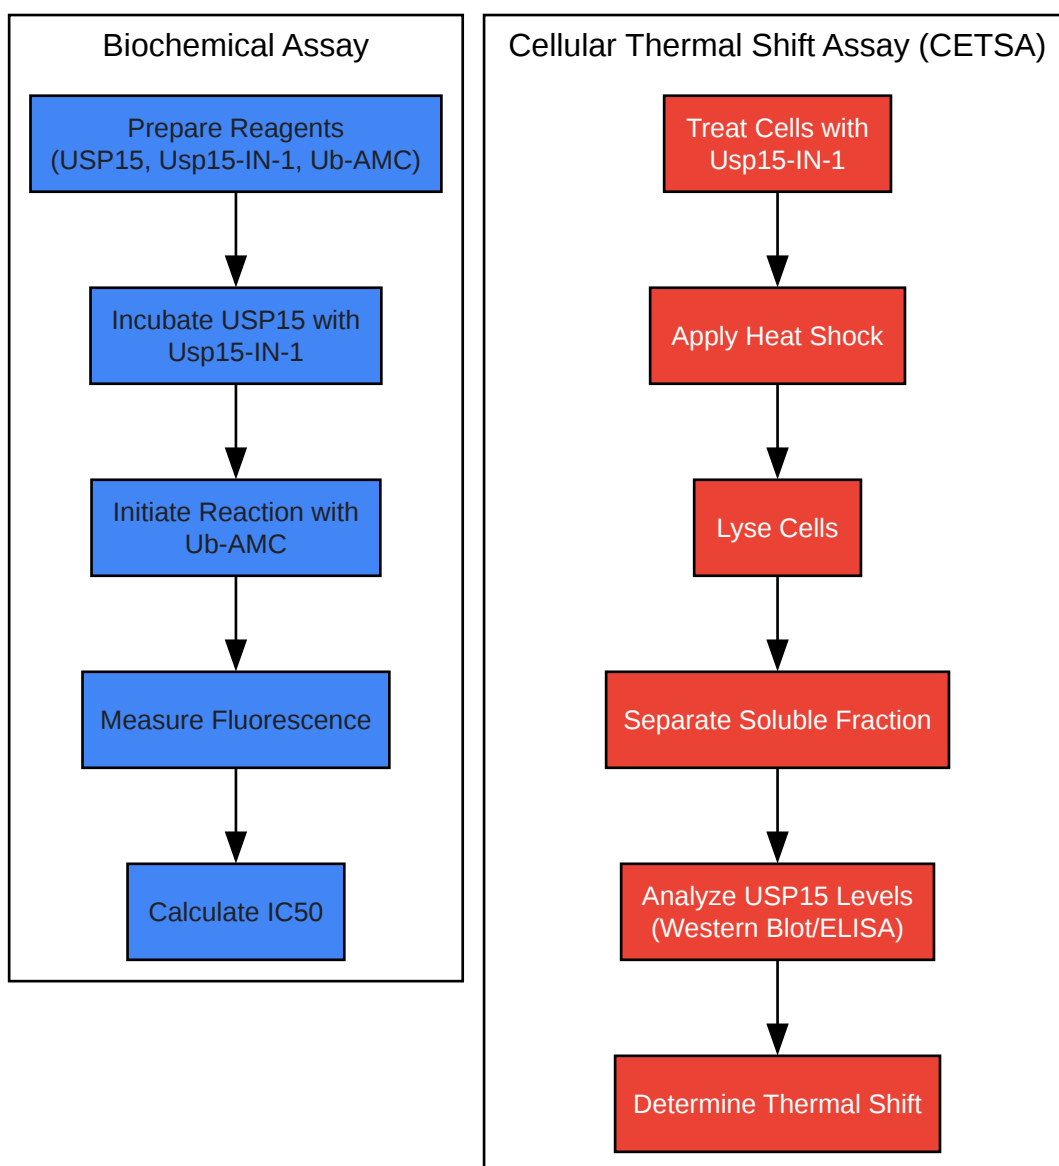 Biochemical Assay
Prepare Reagents
(USP15, Usp15-IN-1, Ub-AMC)
Incubate USP15 with
Usp15-IN-1
Initiate Reaction with
Ub-AMC
Measure Fluorescence
Calculate IC50
Cellular Thermal Shift Assay (CETSA)
Treat Cells with
Usp15-IN-1
Apply Heat Shock
Lyse Cells
Separate Soluble Fraction
Analyze USP15 Levels
(Western Blot/ELISA)
Determine Thermal Shift